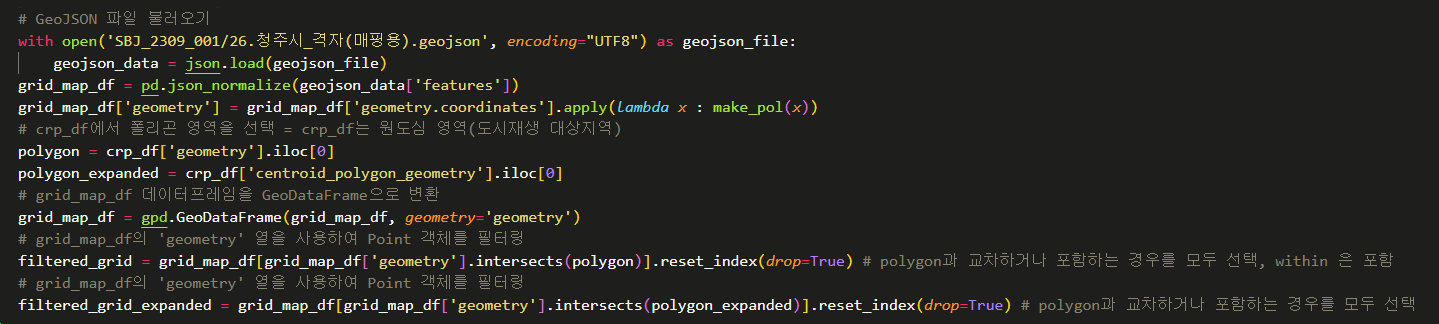 # GeoJSON 파일 불러오기
with open('SBJ_2309_001/26.청주시_격자(매핑용).geojson', encoding="UTF8") as geojson_file:
    geojson_data = json.load(geojson_file)
grid_map_df = pd.json_normalize(geojson_data['features'])
grid_map_df['geometry'] = grid_map_df['geometry.coordinates'].apply(lambda x : make_pol(x))
# crp_df에서 폴리곤 영역을 선택 = crp_df는 원도심 영역(도시재생 대상지역)
polygon = crp_df['geometry'].iloc[0]
polygon_expanded = crp_df['centroid_polygon_geometry'].iloc[0]
# grid_map_df 데이터프레임을 GeoDataFrame으로 변환
grid_map_df = gpd.GeoDataFrame(grid_map_df, geometry='geometry')
# grid_map_df의 'geometry' 열을 사용하여 Point 객체를 필터링
filtered_grid = grid_map_df[grid_map_df['geometry'].intersects(polygon)].reset_index(drop=True) # polygon과 교차하거나 포함하는 경우를 모두 선택, within 은 포함
# grid_map_df의 'geometry' 열을 사용하여 Point 객체를 필터링
filtered_grid_expanded = grid_map_df[grid_map_df['geometry'].intersects(polygon_expanded)].reset_index(drop=True) # polygon과 교차하거나 포함하는 경우를 모두 선택